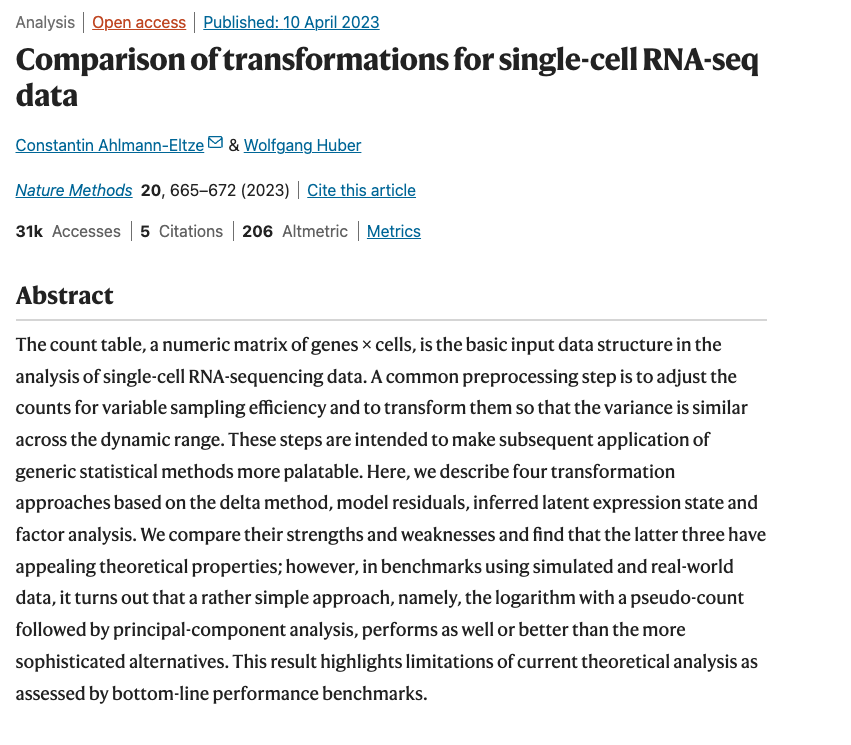 Analysis | Open access | Published: 10 April 2023
Comparison of transformations for single-cell RNA-seq
data
Constantin Ahlmann-Eltze & Wolfgang Huber
Nature Methods 20, 665–672 (2023) | Cite this article
31k Accesses | 5 Citations | 206 Altmetric | Metrics
Abstract
The count table, a numeric matrix of genes × cells, is the basic input data structure in the
analysis of single-cell RNA-sequencing data. A common preprocessing step is to adjust the
counts for variable sampling efficiency and to transform them so that the variance is similar
across the dynamic range. These steps are intended to make subsequent application of
generic statistical methods more palatable. Here, we describe four transformation
approaches based on the delta method, model residuals, inferred latent expression state and
factor analysis. We compare their strengths and weaknesses and find that the latter three have
appealing theoretical properties; however, in benchmarks using simulated and real-world
data, it turns out that a rather simple approach, namely, the logarithm with a pseudo-count
followed by principal-component analysis, performs as well or better than the more
sophisticated alternatives. This result highlights limitations of current theoretical analysis as
assessed by bottom-line performance benchmarks.